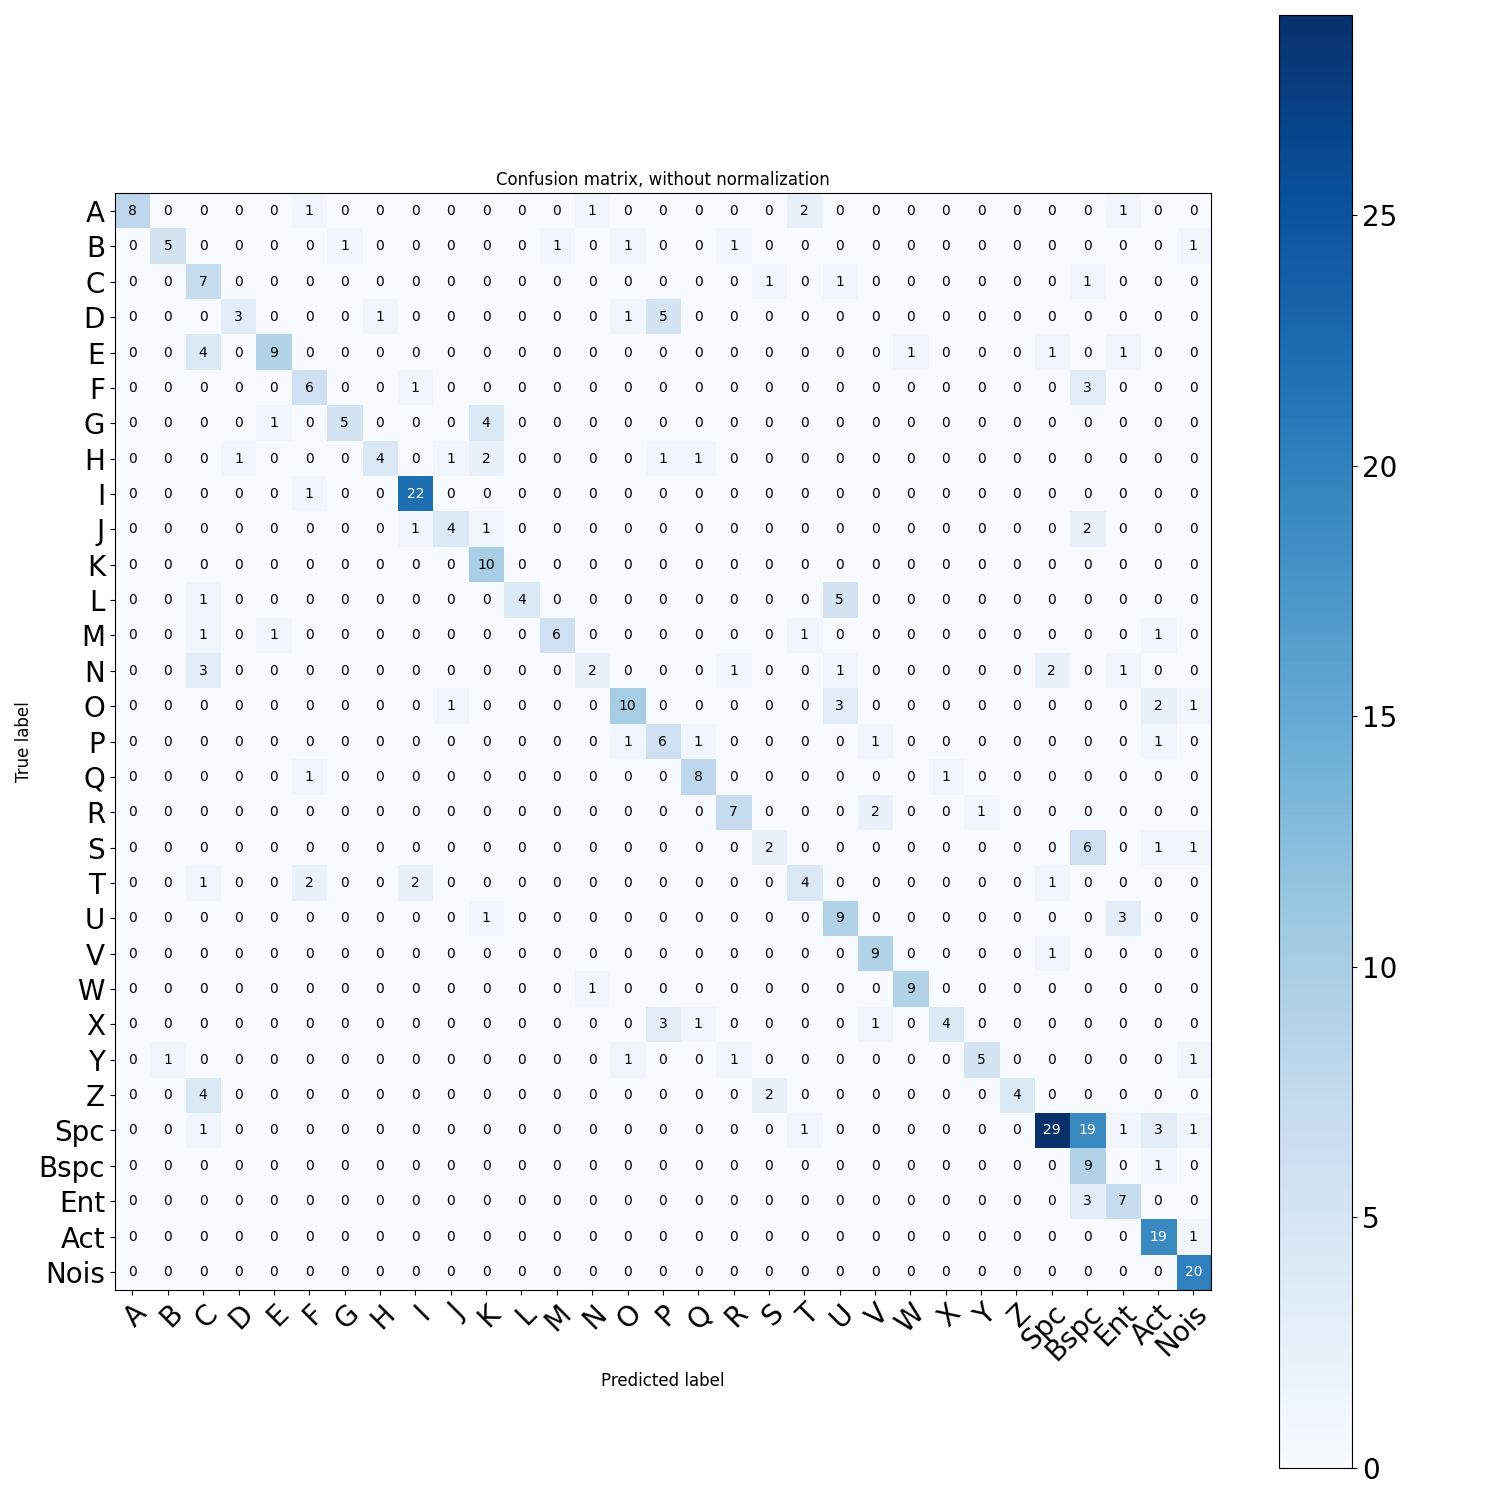 Confusion matrix, without normalization
A 8 0 0 0 0 1 0 0 0 0 0 0 0 1 0 0 0 0 0 2 0 0 0 0 0 0 0 0 1 0 0
B 0 5 0 0 0 0 1 0 0 0 0 0 1 0 1 0 0 1 0 0 0 0 0 0 0 0 0 0 0 0 1
C 0 0 7 0 0 0 0 0 0 0 0 0 0 0 0 0 0 0 1 0 1 0 0 0 0 0 0 1 0 0 0
D 0 0 0 3 0 0 0 1 0 0 0 0 0 0 1 5 0 0 0 0 0 0 0 0 0 0 0 0 0 0 0
E 0 0 4 0 9 0 0 0 0 0 0 0 0 0 0 0 0 0 0 0 0 0 1 0 0 0 1 0 1 0 0
F 0 0 0 0 0 6 0 0 1 0 0 0 0 0 0 0 0 0 0 0 0 0 0 0 0 0 0 3 0 0 0
G 0 0 0 0 1 0 5 0 0 0 4 0 0 0 0 0 0 0 0 0 0 0 0 0 0 0 0 0 0 0 0
H 0 0 0 1 0 0 0 4 0 1 2 0 0 0 0 1 1 0 0 0 0 0 0 0 0 0 0 0 0 0 0
I 0 0 0 0 0 1 0 0 22 0 0 0 0 0 0 0 0 0 0 0 0 0 0 0 0 0 0 0 0 0 0
J 0 0 0 0 0 0 0 0 1 4 1 0 0 0 0 0 0 0 0 0 0 0 0 0 0 0 0 2 0 0 0
K 0 0 0 0 0 0 0 0 0 0 10 0 0 0 0 0 0 0 0 0 0 0 0 0 0 0 0 0 0 0 0
L 0 0 1 0 0 0 0 0 0 0 0 4 0 0 0 0 0 0 0 0 5 0 0 0 0 0 0 0 0 0 0
M 0 0 1 0 1 0 0 0 0 0 0 0 6 0 0 0 0 0 0 1 0 0 0 0 0 0 0 0 0 1 0
N 0 0 3 0 0 0 0 0 0 0 0 0 0 2 0 0 0 1 0 0 1 0 0 0 0 0 2 0 1 0 0
O 0 0 0 0 0 0 0 0 0 1 0 0 0 0 10 0 0 0 0 0 3 0 0 0 0 0 0 0 0 2 1
P 0 0 0 0 0 0 0 0 0 0 0 0 0 0 1 6 1 0 0 0 0 1 0 0 0 0 0 0 0 1 0
Q 0 0 0 0 0 1 0 0 0 0 0 0 0 0 0 0 8 0 0 0 0 0 0 1 0 0 0 0 0 0 0
R 0 0 0 0 0 0 0 0 0 0 0 0 0 0 0 0 0 7 0 0 0 2 0 0 1 0 0 0 0 0 0
S 0 0 0 0 0 0 0 0 0 0 0 0 0 0 0 0 0 0 2 0 0 0 0 0 0 0 0 6 0 1 1
T 0 0 1 0 0 2 0 0 2 0 0 0 0 0 0 0 0 0 0 4 0 0 0 0 0 0 1 0 0 0 0
U 0 0 0 0 0 0 0 0 0 0 1 0 0 0 0 0 0 0 0 0 9 0 0 0 0 0 0 0 3 0 0
V 0 0 0 0 0 0 0 0 0 0 0 0 0 0 0 0 0 0 0 0 0 9 0 0 0 0 1 0 0 0 0
W 0 0 0 0 0 0 0 0 0 0 0 0 0 1 0 0 0 0 0 0 0 0 9 0 0 0 0 0 0 0 0
X 0 0 0 0 0 0 0 0 0 0 0 0 0 0 0 3 1 0 0 0 0 1 0 4 0 0 0 0 0 0 0
Y 0 1 0 0 0 0 0 0 0 0 0 0 0 0 1 0 0 1 0 0 0 0 0 0 5 0 0 0 0 0 1
Z 0 0 4 0 0 0 0 0 0 0 0 0 0 0 0 0 0 0 2 0 0 0 0 0 0 4 0 0 0 0 0
Spc 0 0 1 0 0 0 0 0 0 0 0 0 0 0 0 0 0 0 0 1 0 0 0 0 0 0 29 19 1 3 1
Bspc 0 0 0 0 0 0 0 0 0 0 0 0 0 0 0 0 0 0 0 0 0 0 0 0 0 0 0 9 0 1 0
Ent 0 0 0 0 0 0 0 0 0 0 0 0 0 0 0 0 0 0 0 0 0 0 0 0 0 0 0 3 7 0 0
Act 0 0 0 0 0 0 0 0 0 0 0 0 0 0 0 0 0 0 0 0 0 0 0 0 0 0 0 0 0 19 1
Nois 0 0 0 0 0 0 0 0 0 0 0 0 0 0 0 0 0 0 0 0 0 0 0 0 0 0 0 0 0 0 20
A B C D E F G H I J K L M N O P Q R S T U V W X Y Z Spc Bspc Ent Act Nois
Predicted label
True label
25
20
15
10
5
0